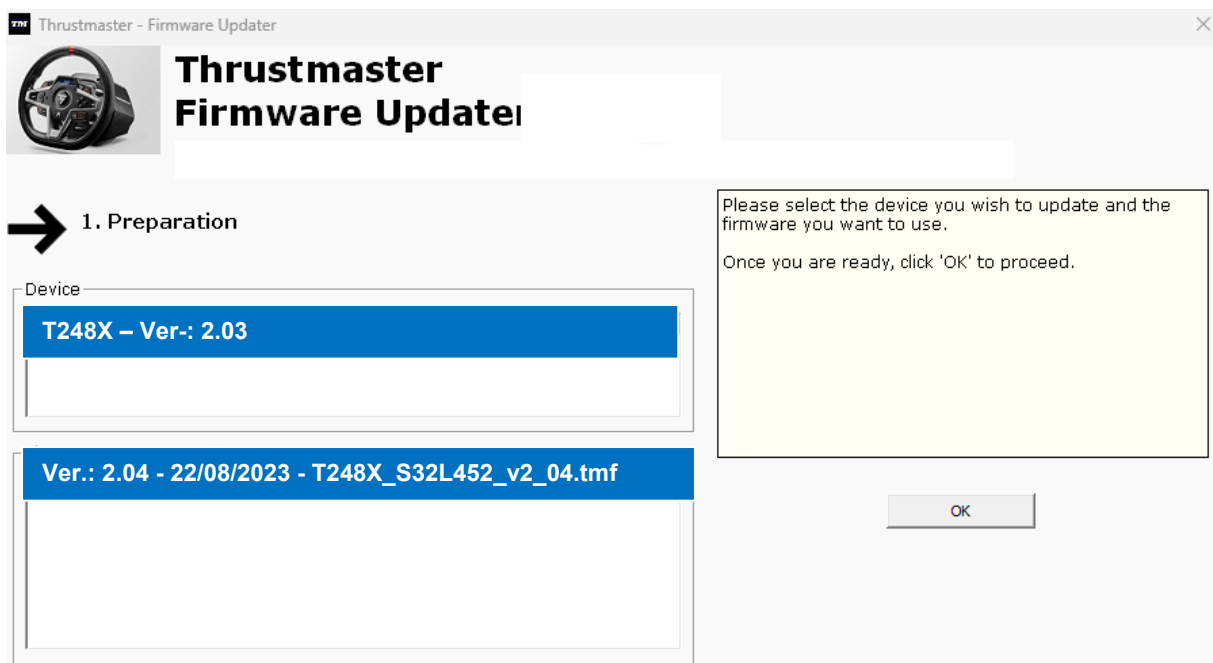 TM Thrustmaster - Firmware Updater
Thrustmaster
Firmware Updater
1. Preparation
Please select the device you wish to update and the
firmware you want to use.
Once you are ready, click 'OK' to proceed.
Device
T248X – Ver-: 2.03
Ver.: 2.04 - 22/08/2023 - T248X_S32L452_v2_04.tmf
OK